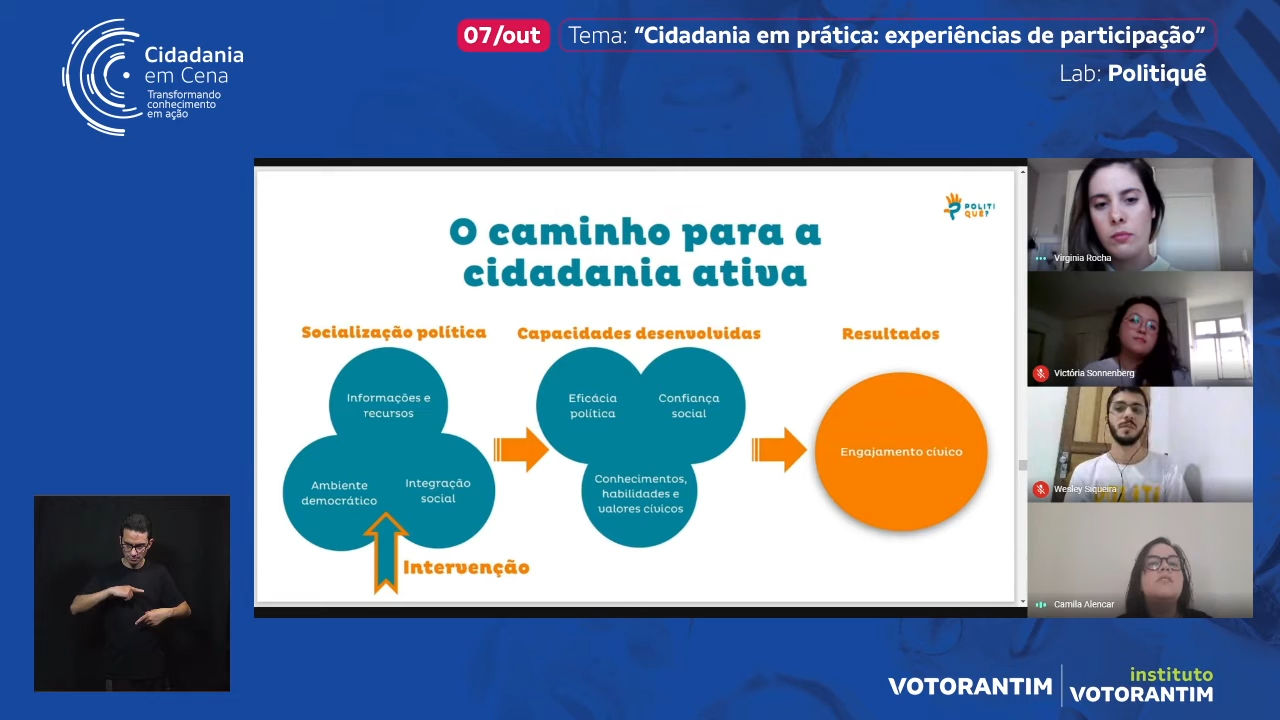 Cidadania
em Cena
Transformando
conhecimento
em ação
07/out
Tema: “Cidadania em prática: experiências de participação”
Lab: Politiquê
POLITI
QUÊ?
O caminho para a
cidadania ativa
Socialização política
Capacidades desenvolvidas
Resultados
Informações e
recursos
Ambiente
democrático
Integração
social
Eficácia
política
Confiança
social
Conhecimentos,
habilidades e
valores cívicos
Engajamento cívico
Intervenção
Virginia Rocha
Victória Sonnenberg
Wesley Siqueira
Camila Alencar
VOTORANTIM
instituto
VOTORANTIM